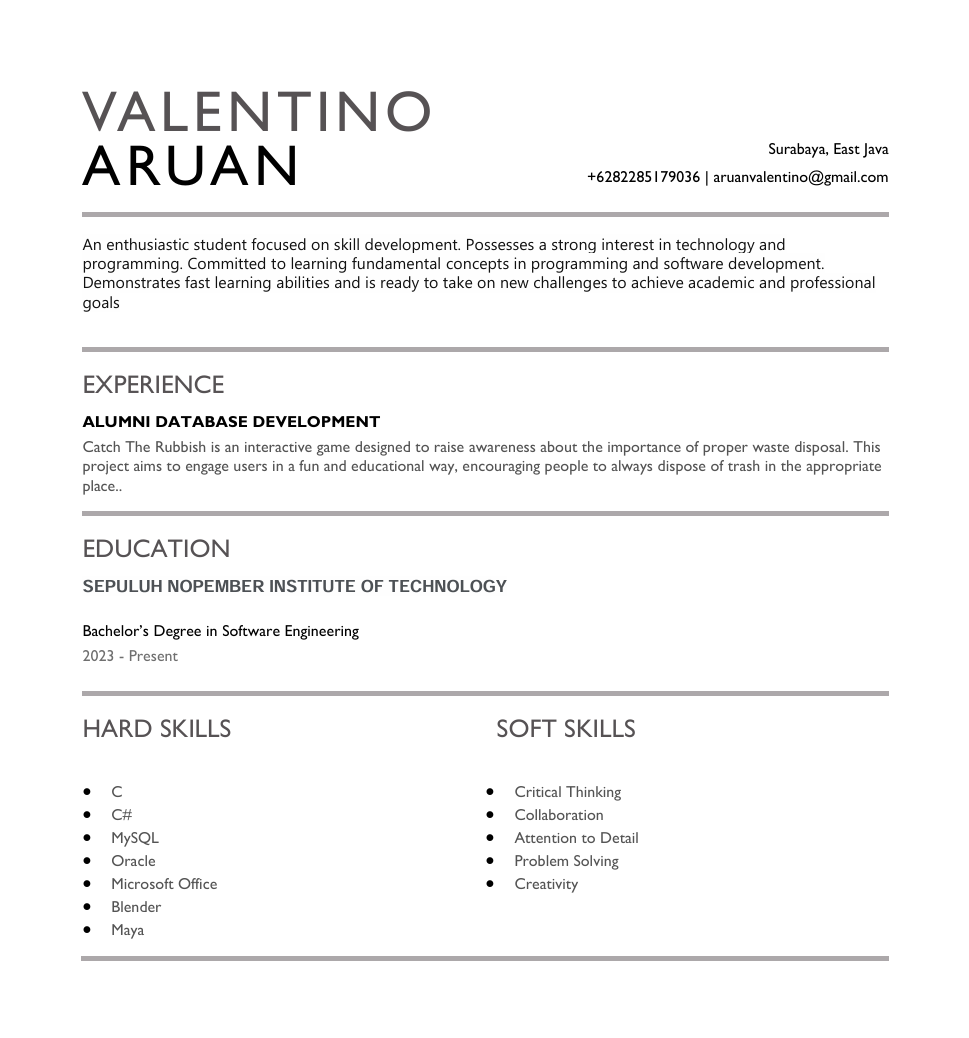 VALENTINO
ARUAN
Surabaya, East Java
+6282285179036 | aruanvalentino@gmail.com
An enthusiastic student focused on skill development. Possesses a strong interest in technology and
programming. Committed to learning fundamental concepts in programming and software development.
Demonstrates fast learning abilities and is ready to take on new challenges to achieve academic and professional
goals
EXPERIENCE
ALUMNI DATABASE DEVELOPMENT
Catch The Rubbish is an interactive game designed to raise awareness about the importance of proper waste disposal. This
project aims to engage users in a fun and educational way, encouraging people to always dispose of trash in the appropriate
place..
EDUCATION
SEPULUH NOPEMBER INSTITUTE OF TECHNOLOGY
Bachelor’s Degree in Software Engineering
2023 - Present
HARD SKILLS
• C
• C#
• MySQL
• Oracle
• Microsoft Office
• Blender
• Maya
SOFT SKILLS
• Critical Thinking
• Collaboration
• Attention to Detail
• Problem Solving
• Creativity